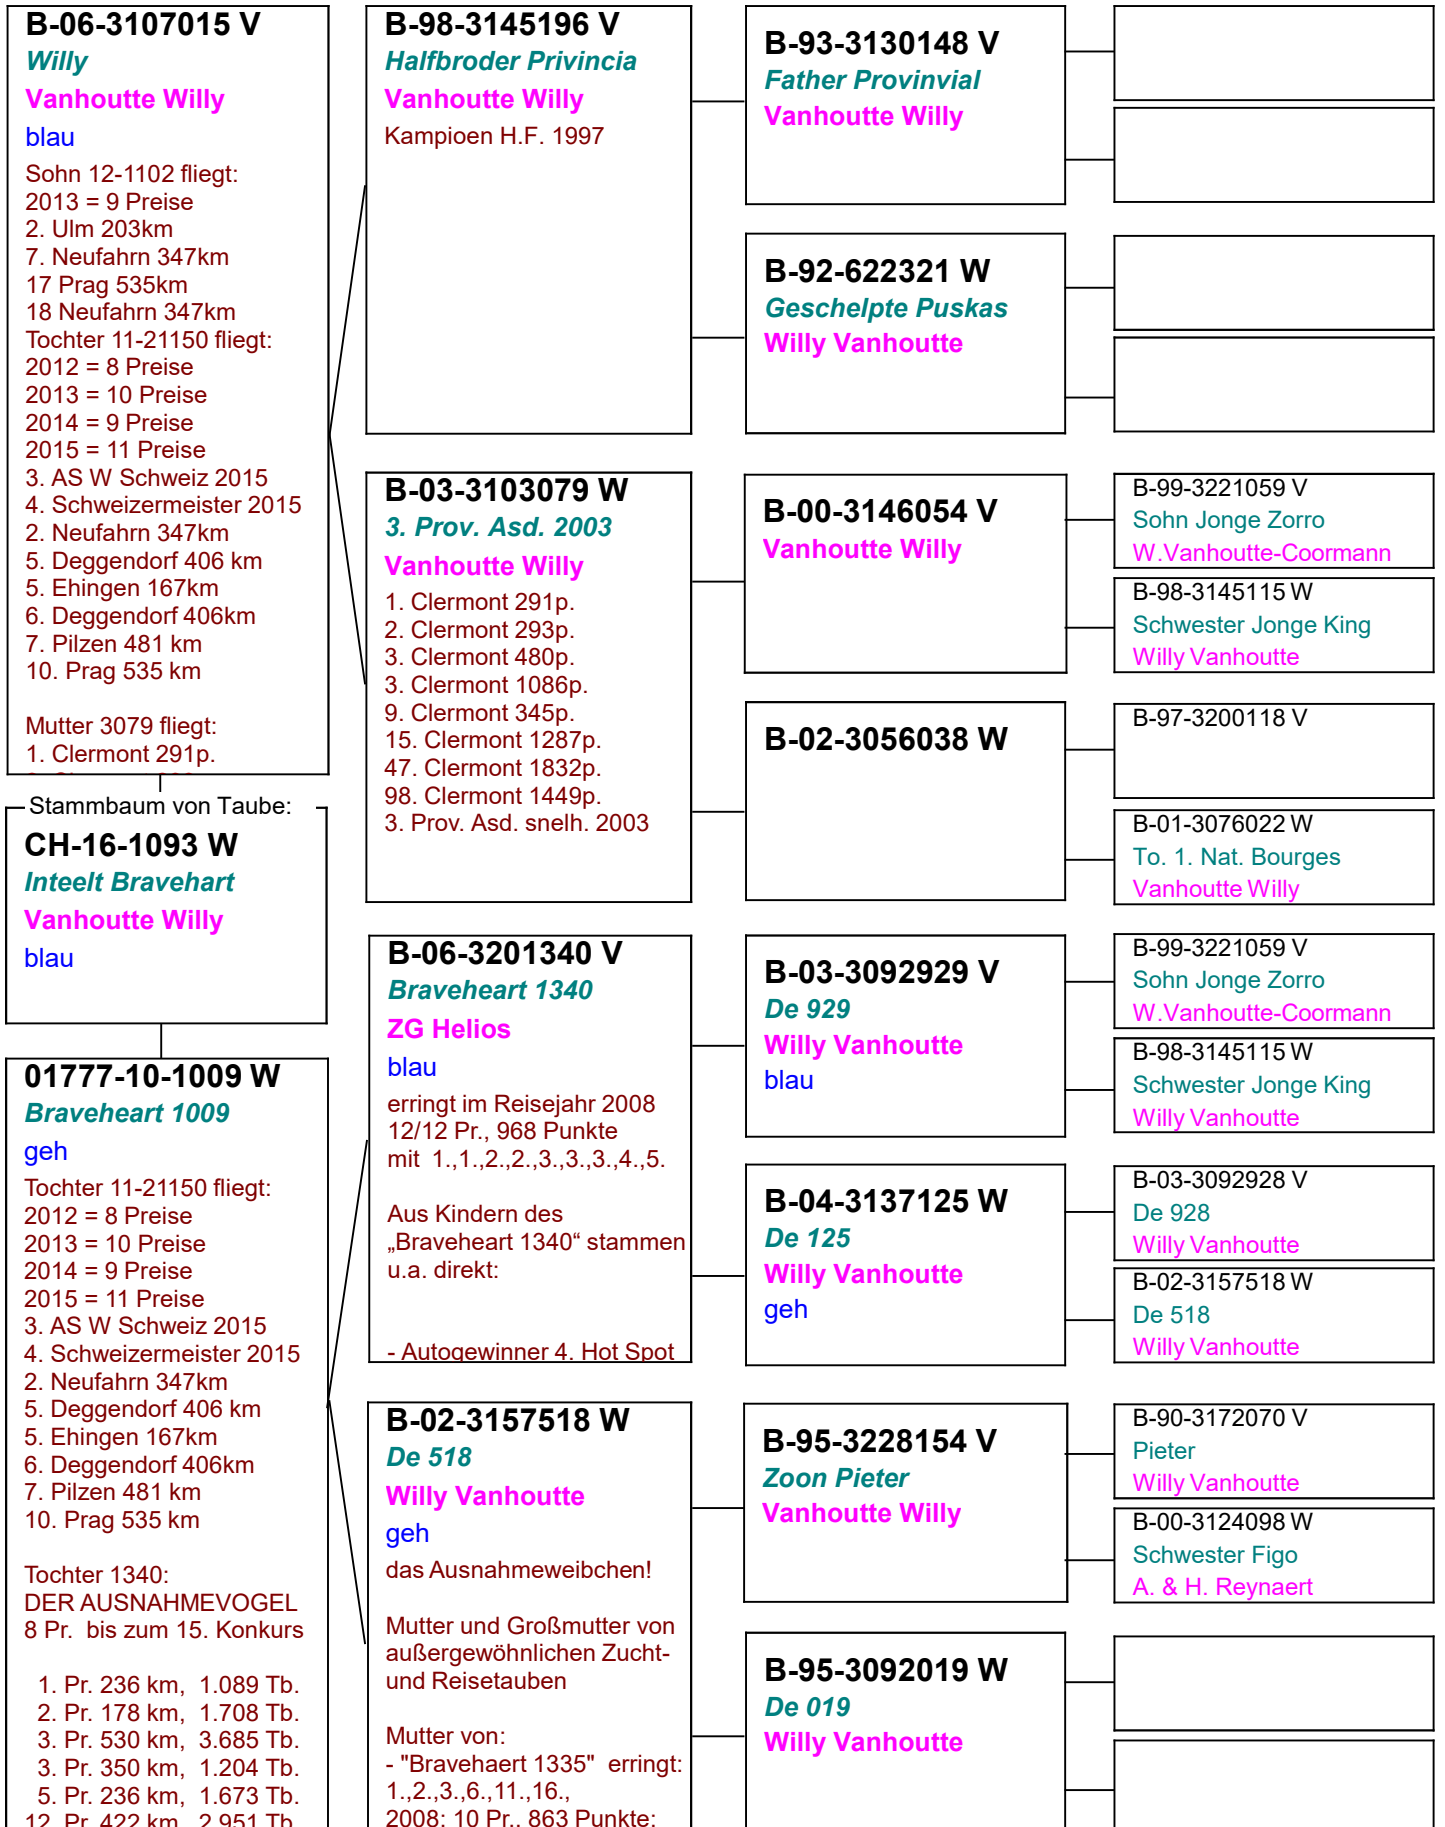 B-06-3107015 V
Willy
Vanhoutte Willy
blau
Sohn 12-1102 fliegt:
2013 = 9 Preise
2. Ulm 203km
7. Neufahrn 347km
17 Prag 535km
18 Neufahrn 347km
Tochter 11-21150 fliegt:
2012 = 8 Preise
2013 = 10 Preise
2014 = 9 Preise
2015 = 11 Preise
3. AS W Schweiz 2015
4. Schweizermeister 2015
2. Neufahrn 347km
5. Deggendorf 406 km
5. Ehingen 167km
6. Deggendorf 406km
7. Pilzen 481 km
10. Prag 535 km
Mutter 3079 fliegt:
1. Clermont 291p.
Stammbaum von Taube:
CH-16-1093 W
Inteelt Bravehart
Vanhoutte Willy
blau
01777-10-1009 W
Braveheart 1009
geh
Tochter 11-21150 fliegt:
2012 = 8 Preise
2013 = 10 Preise
2014 = 9 Preise
2015 = 11 Preise
3. AS W Schweiz 2015
4. Schweizermeister 2015
2. Neufahrn 347km
5. Deggendorf 406 km
5. Ehingen 167km
6. Deggendorf 406km
7. Pilzen 481 km
10. Prag 535 km
Tochter 1340:
DER AUSNAHMEVOGEL
8 Pr. bis zum 15. Konkurs
1. Pr. 236 km, 1.089 Tb.
2. Pr. 178 km, 1.708 Tb.
3. Pr. 530 km, 3.685 Tb.
3. Pr. 350 km, 1.204 Tb.
5. Pr. 236 km, 1.673 Tb.
12. Pr. 422 km, 2.951 Tb.
B-98-3145196 V
Halfbroder Privincia
Vanhoutte Willy
Kampioen H.F. 1997
B-03-3103079 W
3. Prov. Asd. 2003
Vanhoutte Willy
1. Clermont 291p.
2. Clermont 293p.
3. Clermont 480p.
3. Clermont 1086p.
9. Clermont 345p.
15. Clermont 1287p.
47. Clermont 1832p.
98. Clermont 1449p.
3. Prov. Asd. snelh. 2003
B-06-3201340 V
Braveheart 1340
ZG Helios
blau
erringt im Reisejahr 2008
12/12 Pr., 968 Punkte
mit 1.,1.,2.,2.,3.,3.,3.,4.,5.
Aus Kindern des
„Braveheart 1340“ stammen
u.a. direkt:
- Autogewinner 4. Hot Spot
B-02-3157518 W
De 518
Willy Vanhoutte
geh
das Ausnahmeweibchen!
Mutter und Großmutter von
außergewöhnlichen Zucht-
und Reisetauben
Mutter von:
- "Bravehaert 1335" erringt:
1.,2.,3.,6.,11.,16.,
2008: 10 Pr., 863 Punkte:
B-93-3130148 V
Father Provinvial
Vanhoutte Willy
B-92-622321 W
Geschelpte Puskas
Willy Vanhoutte
B-00-3146054 V
Vanhoutte Willy
B-02-3056038 W
B-03-3092929 V
De 929
Willy Vanhoutte
blau
B-04-3137125 W
De 125
Willy Vanhoutte
geh
B-95-3228154 V
Zoon Pieter
Vanhoutte Willy
B-95-3092019 W
De 019
Willy Vanhoutte
B-99-3221059 V
Sohn Jonge Zorro
W.Vanhoutte-Coormann
B-98-3145115 W
Schwester Jonge King
Willy Vanhoutte
B-97-3200118 V
B-01-3076022 W
To. 1. Nat. Bourges
Vanhoutte Willy
B-99-3221059 V
Sohn Jonge Zorro
W.Vanhoutte-Coormann
B-98-3145115 W
Schwester Jonge King
Willy Vanhoutte
B-03-3092928 V
De 928
Willy Vanhoutte
B-02-3157518 W
De 518
Willy Vanhoutte
B-90-3172070 V
Pieter
Willy Vanhoutte
B-00-3124098 W
Schwester Figo
A. & H. Reynaert